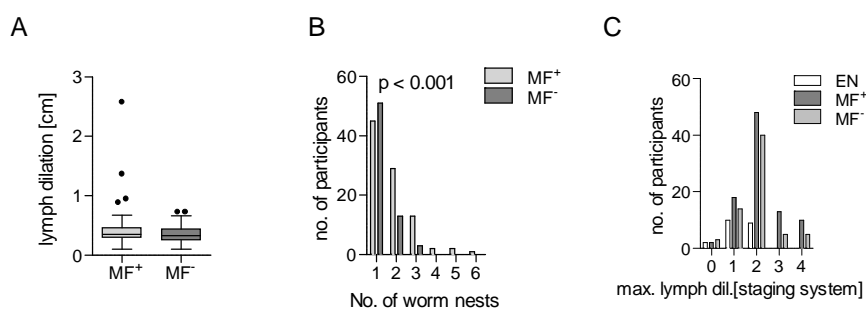 A
lymph dilation [cm]
3
2
1
0
MF+
MF-
B
no. of participants
60
40
20
0
p < 0.001
MF+
MF-
1 2 3 4 5 6
No. of worm nests
C
no. of participants
60
40
20
0
EN
MF+
MF-
0 1 2 3 4
max. lymph dil.[staging system]